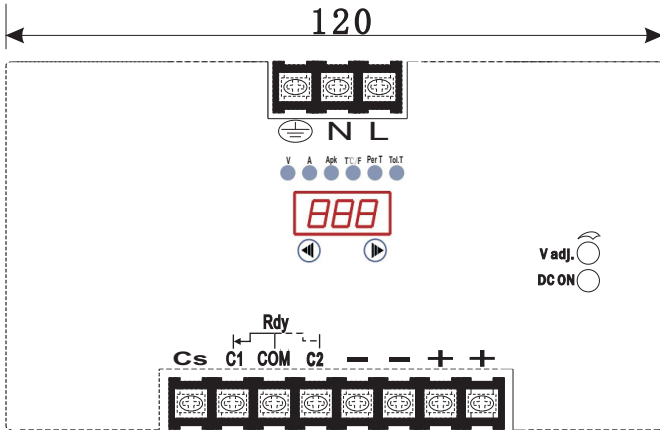 120
N L
V A Apk T℃/F Per T Tol.T
888
V adj.
DC ON
Rdy
Cs C1 COM C2 - - + +